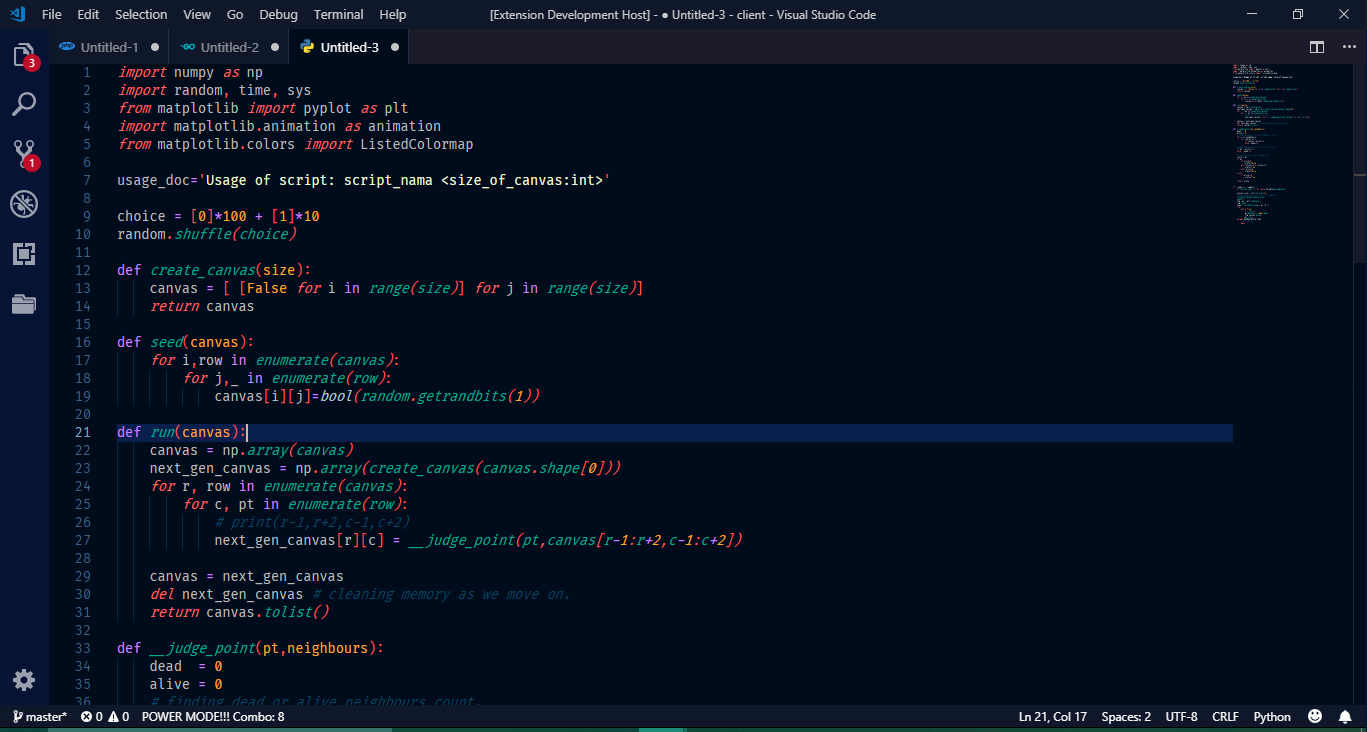 File Edit Selection View Go Debug Terminal Help [Extension Development Host] - ● Untitled-3 - client - Visual Studio Code
php Untitled-1 ● GO Untitled-2 ● Untitled-3 ●
3
1
1 import numpy as np
2 import random, time, sys
3 from matplotlib import pyplot as plt
4 import matplotlib.animation as animation
5 from matplotlib.colors import ListedColormap
6
7 usage_doc='Usage of script: script_nama <size_of_canvas:int>'
8
9 choice = [0]*100 + [1]*10
10 random.shuffle(choice)
11
12 def create_canvas(size):
13 canvas = [ [False for i in range(size)] for j in range(size)]
14 return canvas
15
16 def seed(canvas):
17 for i,row in enumerate(canvas):
18 for j,_ in enumerate(row):
19 canvas[i][j]=bool(random.getrandbits(1))
20
21 def run(canvas):
22 canvas = np.array(canvas)
23 next_gen_canvas = np.array(create_canvas(canvas.shape[0]))
24 for r, row in enumerate(canvas):
25 for c, pt in enumerate(row):
26 # print(r-1,r+2,c-1,c+2)
27 next_gen_canvas[r][c] = __judge_point(pt,canvas[r-1:r+2,c-1:c+2])
28
29 canvas = next_gen_canvas
30 del next_gen_canvas # cleaning memory as we move on.
31 return canvas.tolist()
32
33 def __judge_point(pt,neighbours):
34 dead = 0
35 alive = 0
36 # finding dead or alive neighbours count.
master* 0 0 POWER MODE!!! Combo: 8 Ln 21, Col 17 Spaces: 2 UTF-8 CRLF Python